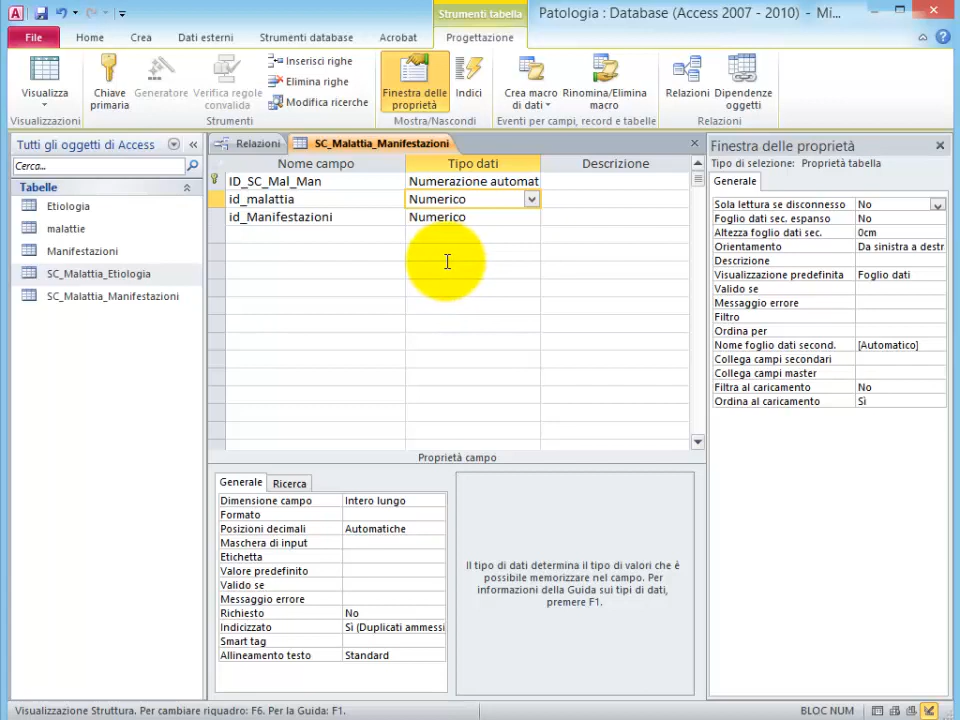 Strumenti tabella
Patologia : Database (Access 2007 - 2010) - Mi...
File
Home
Crea
Dati esterni
Strumenti database
Acrobat
Progettazione
Visualizza
Chiave primaria
Generatore
Verifica regole convalida
Inserisci righe
Elimina righe
Modifica ricerche
Finestra delle proprietà
Indici
Crea macro di dati
Rinomina/Elimina macro
Relazioni
Dipendenze oggetti
Visualizzazioni
Strumenti
Mostra/Nascondi
Eventi per campi, record e tabelle
Relazioni
Tutti gli oggetti di Access
Cerca...
Tabelle
Etiologia
malattie
Manifestazioni
SC_Malattia_Etiologia
SC_Malattia_Manifestazioni
Relazioni
SC_Malattia_Manifestazioni
Nome campo
Tipo dati
Descrizione
ID_SC_Mal_Man
Numerazione automat
id_malattia
Numerico
id_Manifestazioni
Numerico
Proprietà campo
Generale
Ricerca
Dimensione campo
Intero lungo
Formato
Posizioni decimali
Automatiche
Maschera di input
Etichetta
Valore predefinito
Valido se
Messaggio errore
Richiesto
No
Indicizzato
Sì (Duplicati ammessi
Smart tag
Allineamento testo
Standard
Il tipo di dati determina il tipo di valori che è
possibile memorizzare nel campo. Per
informazioni della Guida sui tipi di dati,
premere F1.
Finestra delle proprietà
Tipo di selezione: Proprietà tabella
Generale
Sola lettura se disconnesso
No
Foglio dati sec. espanso
No
Altezza foglio dati sec.
0cm
Orientamento
Da sinistra a destr
Descrizione
Visualizzazione predefinita
Foglio dati
Valido se
Messaggio errore
Filtro
Ordina per
Nome foglio dati second.
[Automatico]
Collega campi secondari
Collega campi master
Filtra al caricamento
No
Ordina al caricamento
Sì
Visualizzazione Struttura. Per cambiare riquadro: F6. Per la Guida: F1.
BLOC NUM